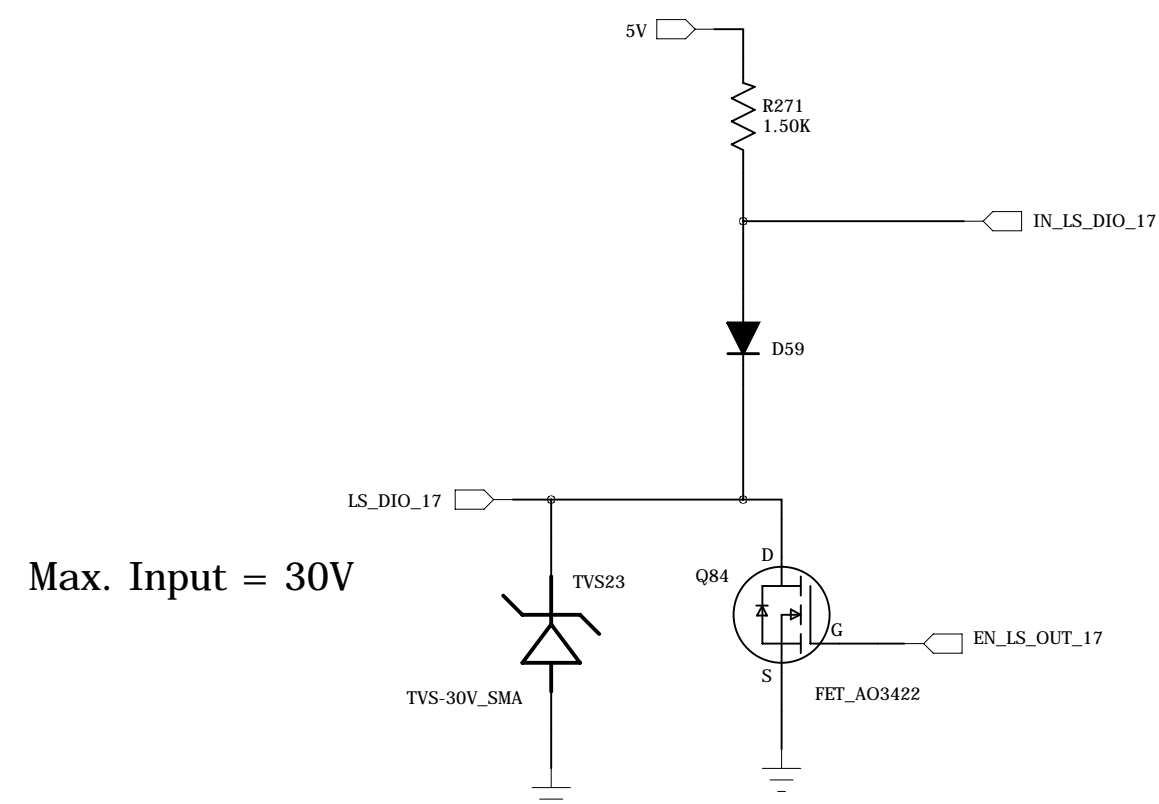 5V
R271
1.50K
IN_LS_DIO_17
D59
LS_DIO_17
Max. Input = 30V
D
Q84
TVS23
G
EN_LS_OUT_17
S
TVS-30V_SMA
FET_AO3422